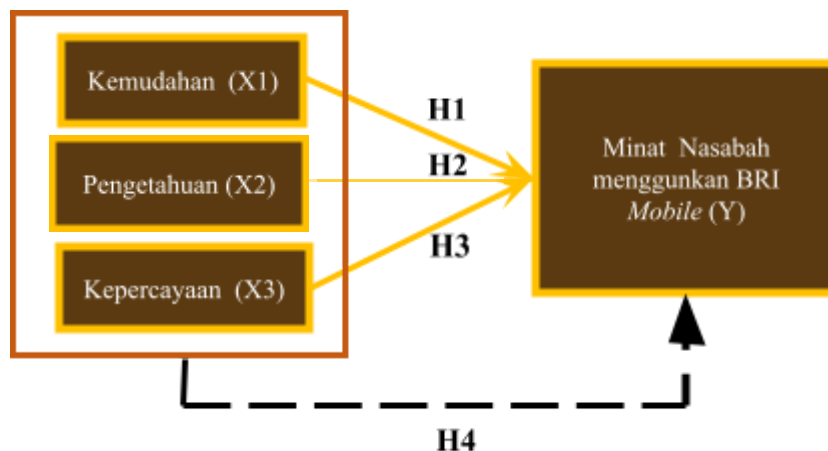 Kemudahan (X1)
H1
Pengetahuan (X2)
H2
Kepercayaan (X3)
H3
Minat Nasabah
menggunkan BRI
Mobile (Y)
H4